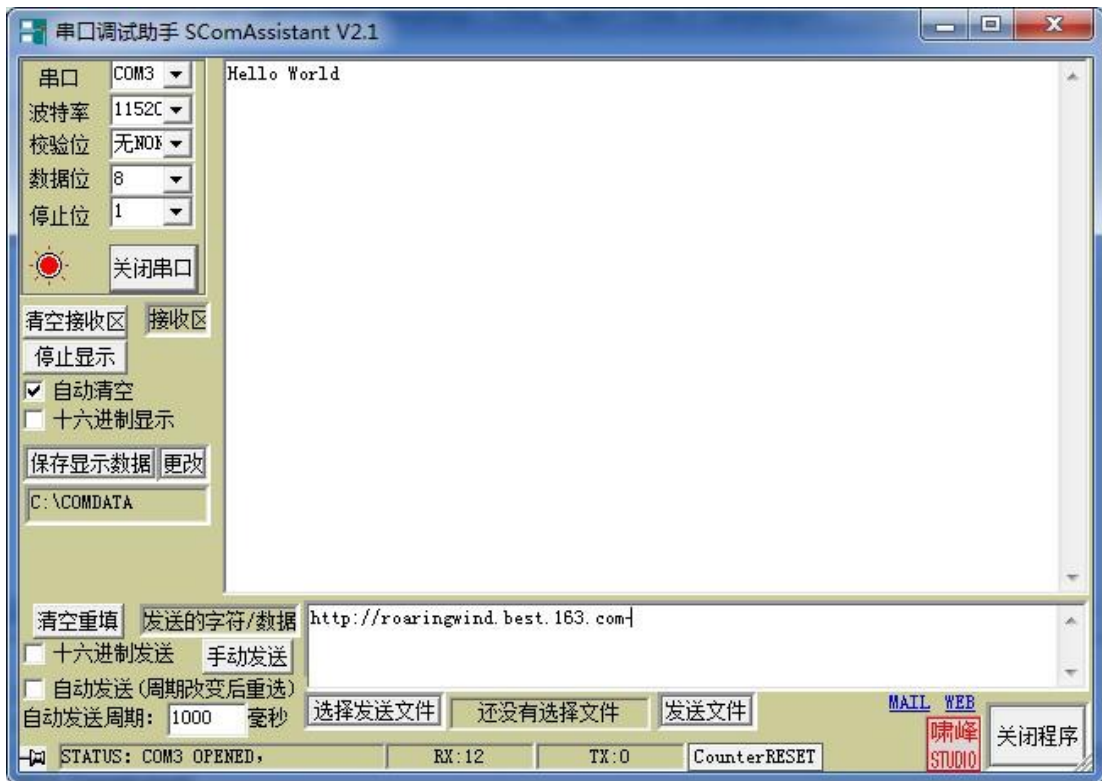 串口调试助手 SComAssistant V2.1
串口 COM3
波特率 11520
校验位 无NON
数据位 8
停止位 1
关闭串口
清空接收区 接收区
停止显示
自动清空
十六进制显示
保存显示数据 更改
C:\COMDATA
Hello World
清空重填 发送的字符/数据
http://roaringwind.best.163.com
十六进制发送 手动发送
自动发送(周期改变后重选)
自动发送周期: 1000 毫秒
选择发送文件 还没有选择文件 发送文件
MAIL WEB
啸峰
STUDIO
关闭程序
STATUS: COM3 OPENED, RX:12 TX:0 CounterRESET